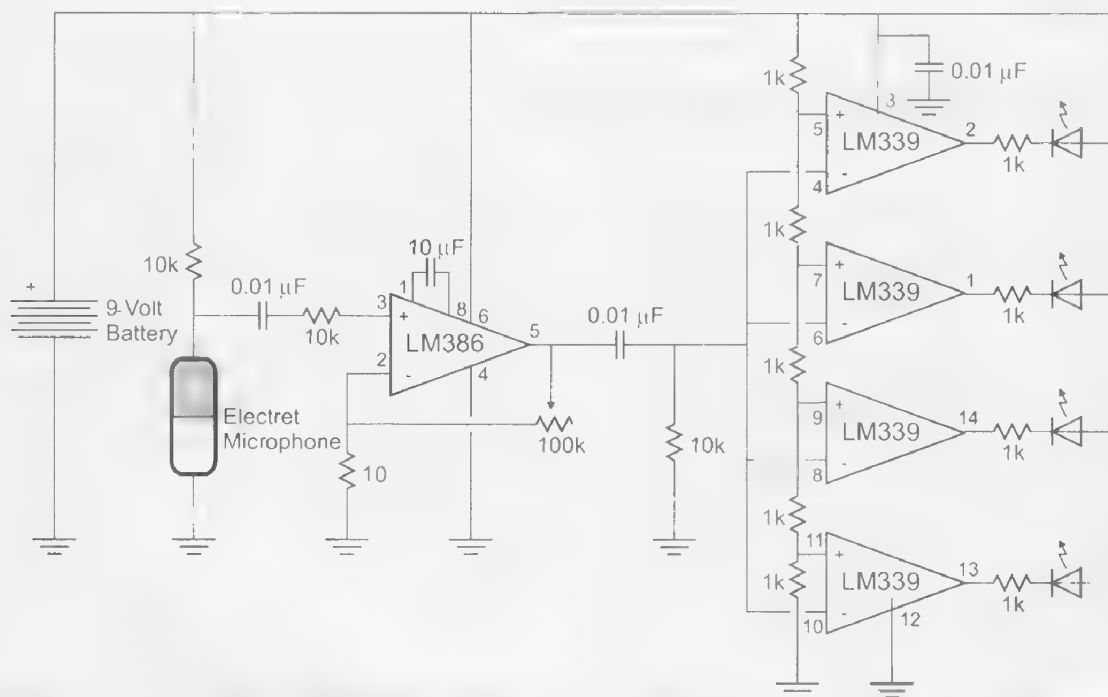 1k
0.01 µF
3
5
+
LM339
2
1k
4
-
1k
10k
10 µF
7
+
LM339
1
1k
6
-
+
9-Volt
Battery
0.01 µF
10k
1
8
3
+
6
LM386
5
2
-
4
0.01 µF
1k
9
+
LM339
14
1k
8
-
Electret
Microphone
100k
10
10k
1k
11
+
LM339
13
1k
1k
10
-
12